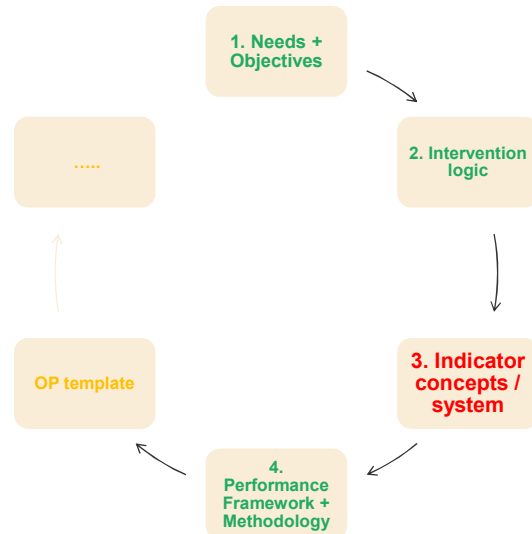 1. Needs +
Objectives
2. Intervention
logic
3. Indicator
concepts /
system
4.
Performance
Framework +
Methodology
OP template
…..